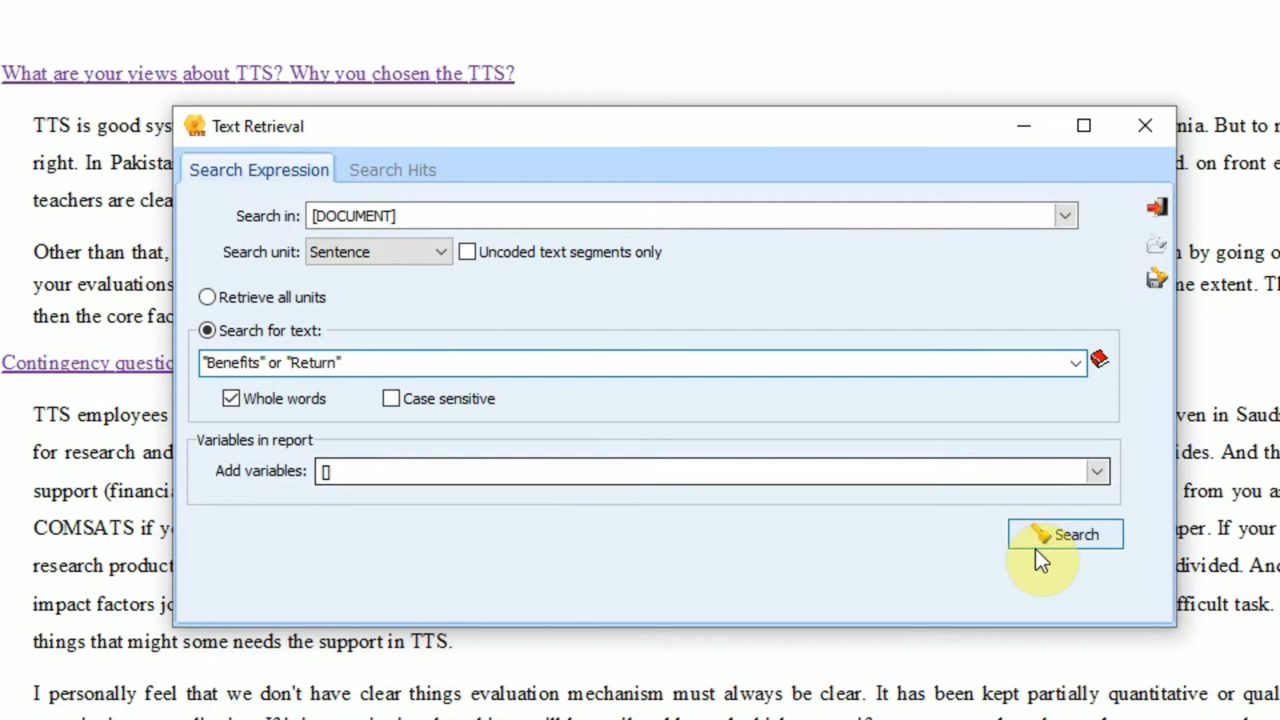 What are your views about TTS? Why you chosen the TTS?
Text Retrieval
TTS is good sys
nia. But to
right. In Pakista
d. on front e
teachers are clea
Search Expression
Search Hits
Search in: [DOCUMENT]
Search unit: Sentence Uncoded text segments only
Other than that,
n by going o
your evaluations
me extent. T
then the core fac
Retrieve all units
Search for text:
"Benefits" or "Return"
Contingency questio
Whole words Case sensitive
TTS employees
ven in Saud
Variables in report
for research and
ides. And th
Add variables: []
support (financia
from you a
COMSATS if yo
per. If your
Search
research product
divided. And
impact factors jo
fficult task.
things that might some needs the support in TTS.
I personally feel that we don't have clear things evaluation mechanism must always be clear. It has been kept partially quantitative or qual